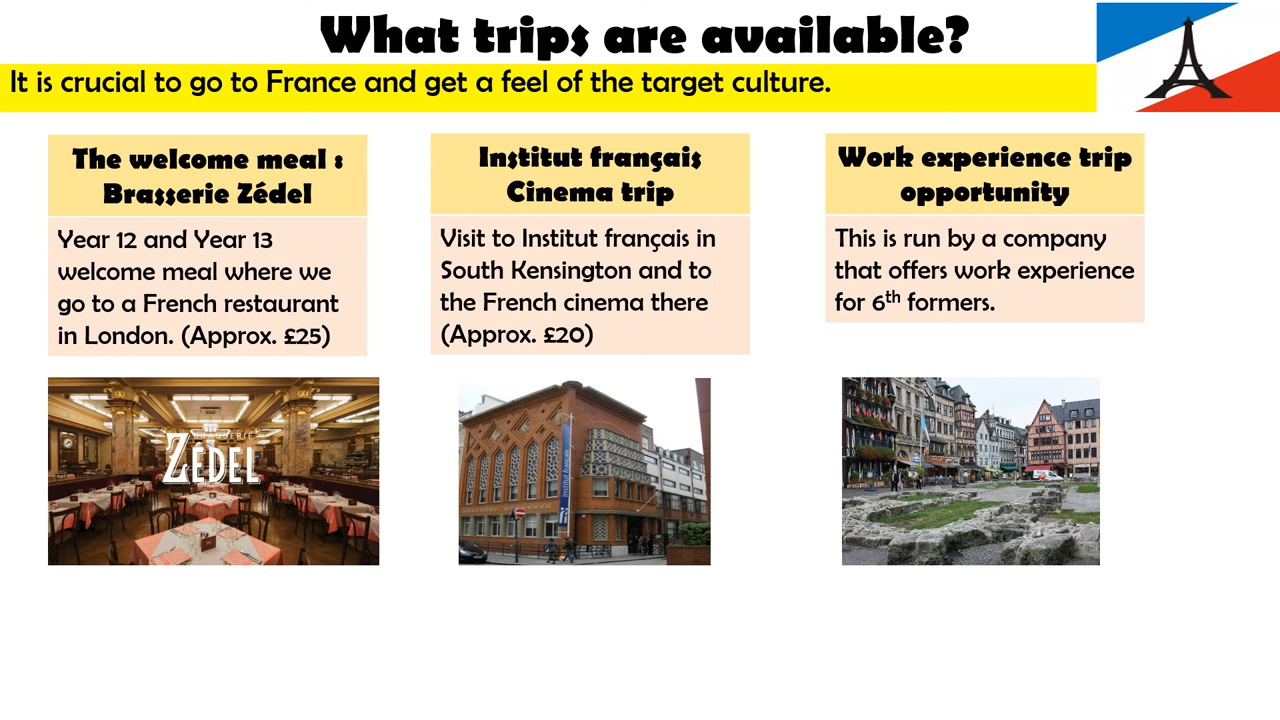 What trips are available?
It is crucial to go to France and get a feel of the target culture.
The welcome meal :
Brasserie Zédel
Year 12 and Year 13
welcome meal where we
go to a French restaurant
in London. (Approx. £25)
Institut français
Cinema trip
Visit to Institut français in
South Kensington and to
the French cinema there
(Approx. £20)
Work experience trip
opportunity
This is run by a company
that offers work experience
for 6th formers.
BRASSERIE
ZÉDEL
institut français